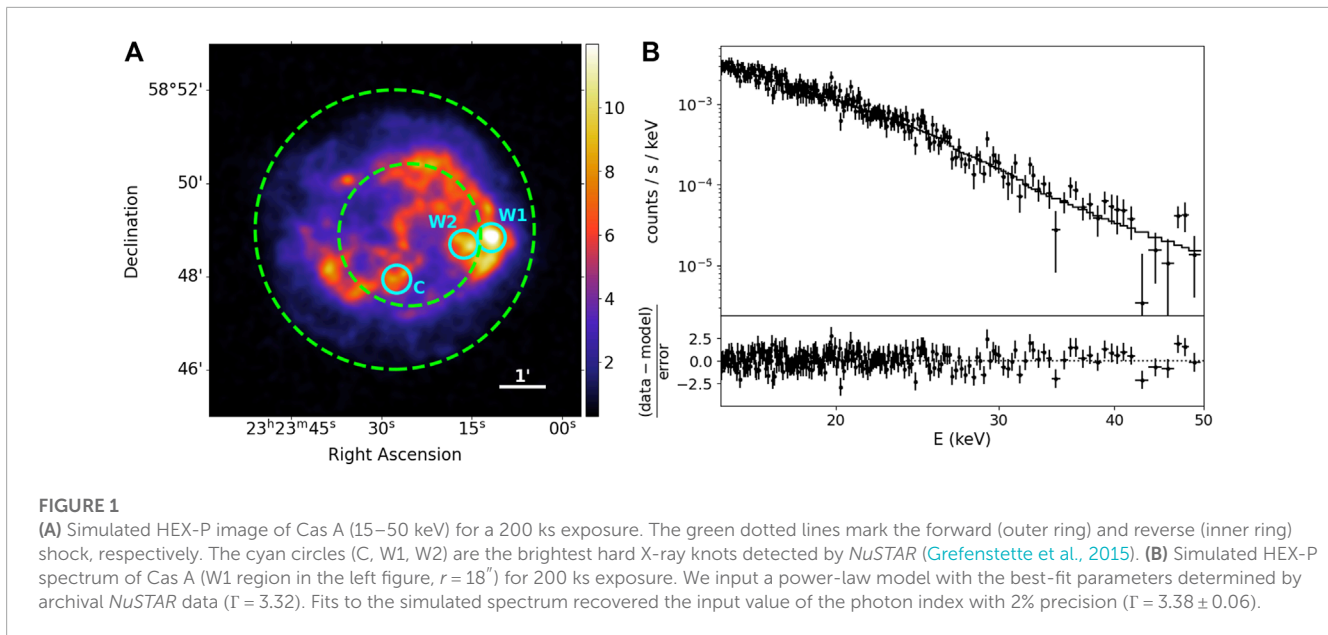 A
58°52'
50'
48'
46'
Declination
W2
W1
C
1'
23ʰ23ᵐ45ˢ
30ˢ
15ˢ
00ˢ
Right Ascension
10
8
6
4
2
B
counts / s / keV
10⁻³
10⁻⁴
10⁻⁵
(data − model)
error
2.5
0.0
−2.5
20
30
40
50
E (keV)
FIGURE 1
(A) Simulated HEX-P image of Cas A (15–50 keV) for a 200 ks exposure. The green dotted lines mark the forward (outer ring) and reverse (inner ring)
shock, respectively. The cyan circles (C, W1, W2) are the brightest hard X-ray knots detected by NuSTAR (Grefenstette et al., 2015). (B) Simulated HEX-P
spectrum of Cas A (W1 region in the left figure, r = 18″) for 200 ks exposure. We input a power-law model with the best-fit parameters determined by
archival NuSTAR data (Γ = 3.32). Fits to the simulated spectrum recovered the input value of the photon index with 2% precision (Γ = 3.38 ± 0.06).